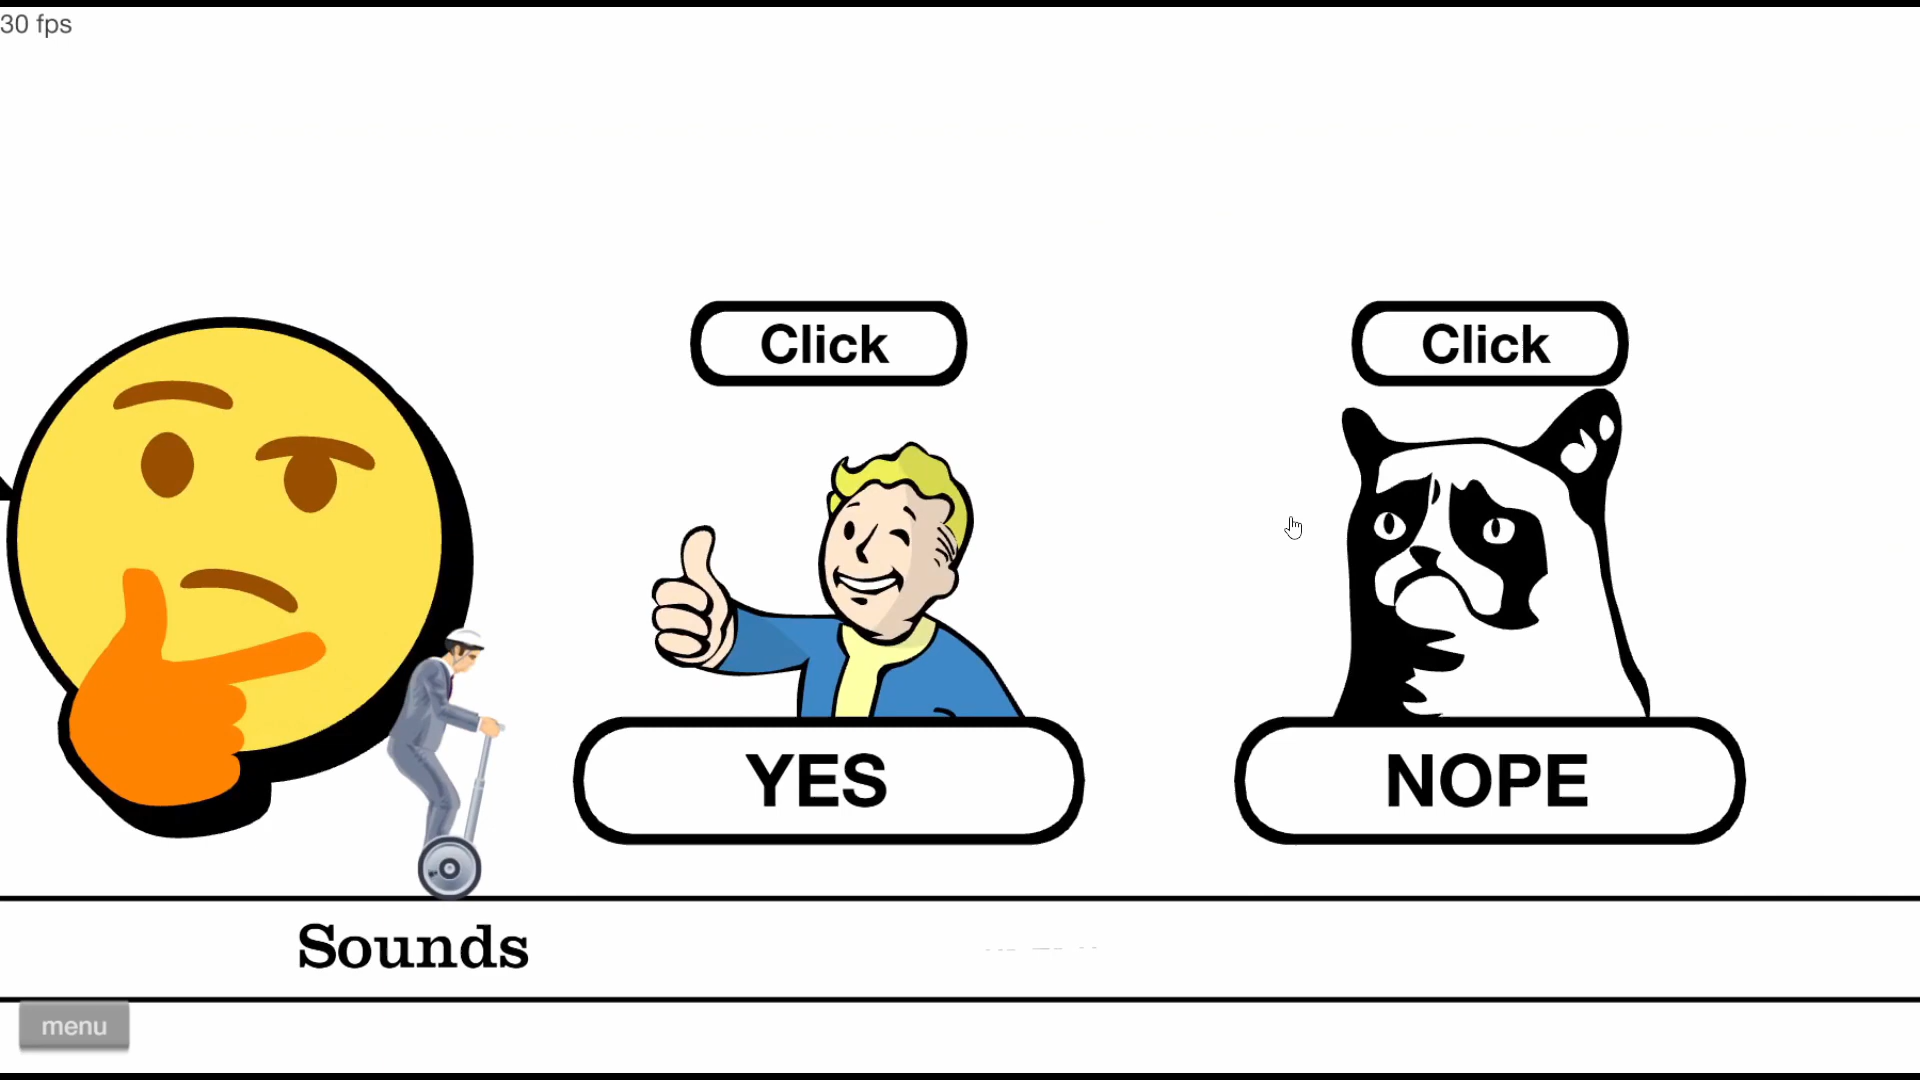 30 fps
Click
Click
YES
NOPE
Sounds
menu